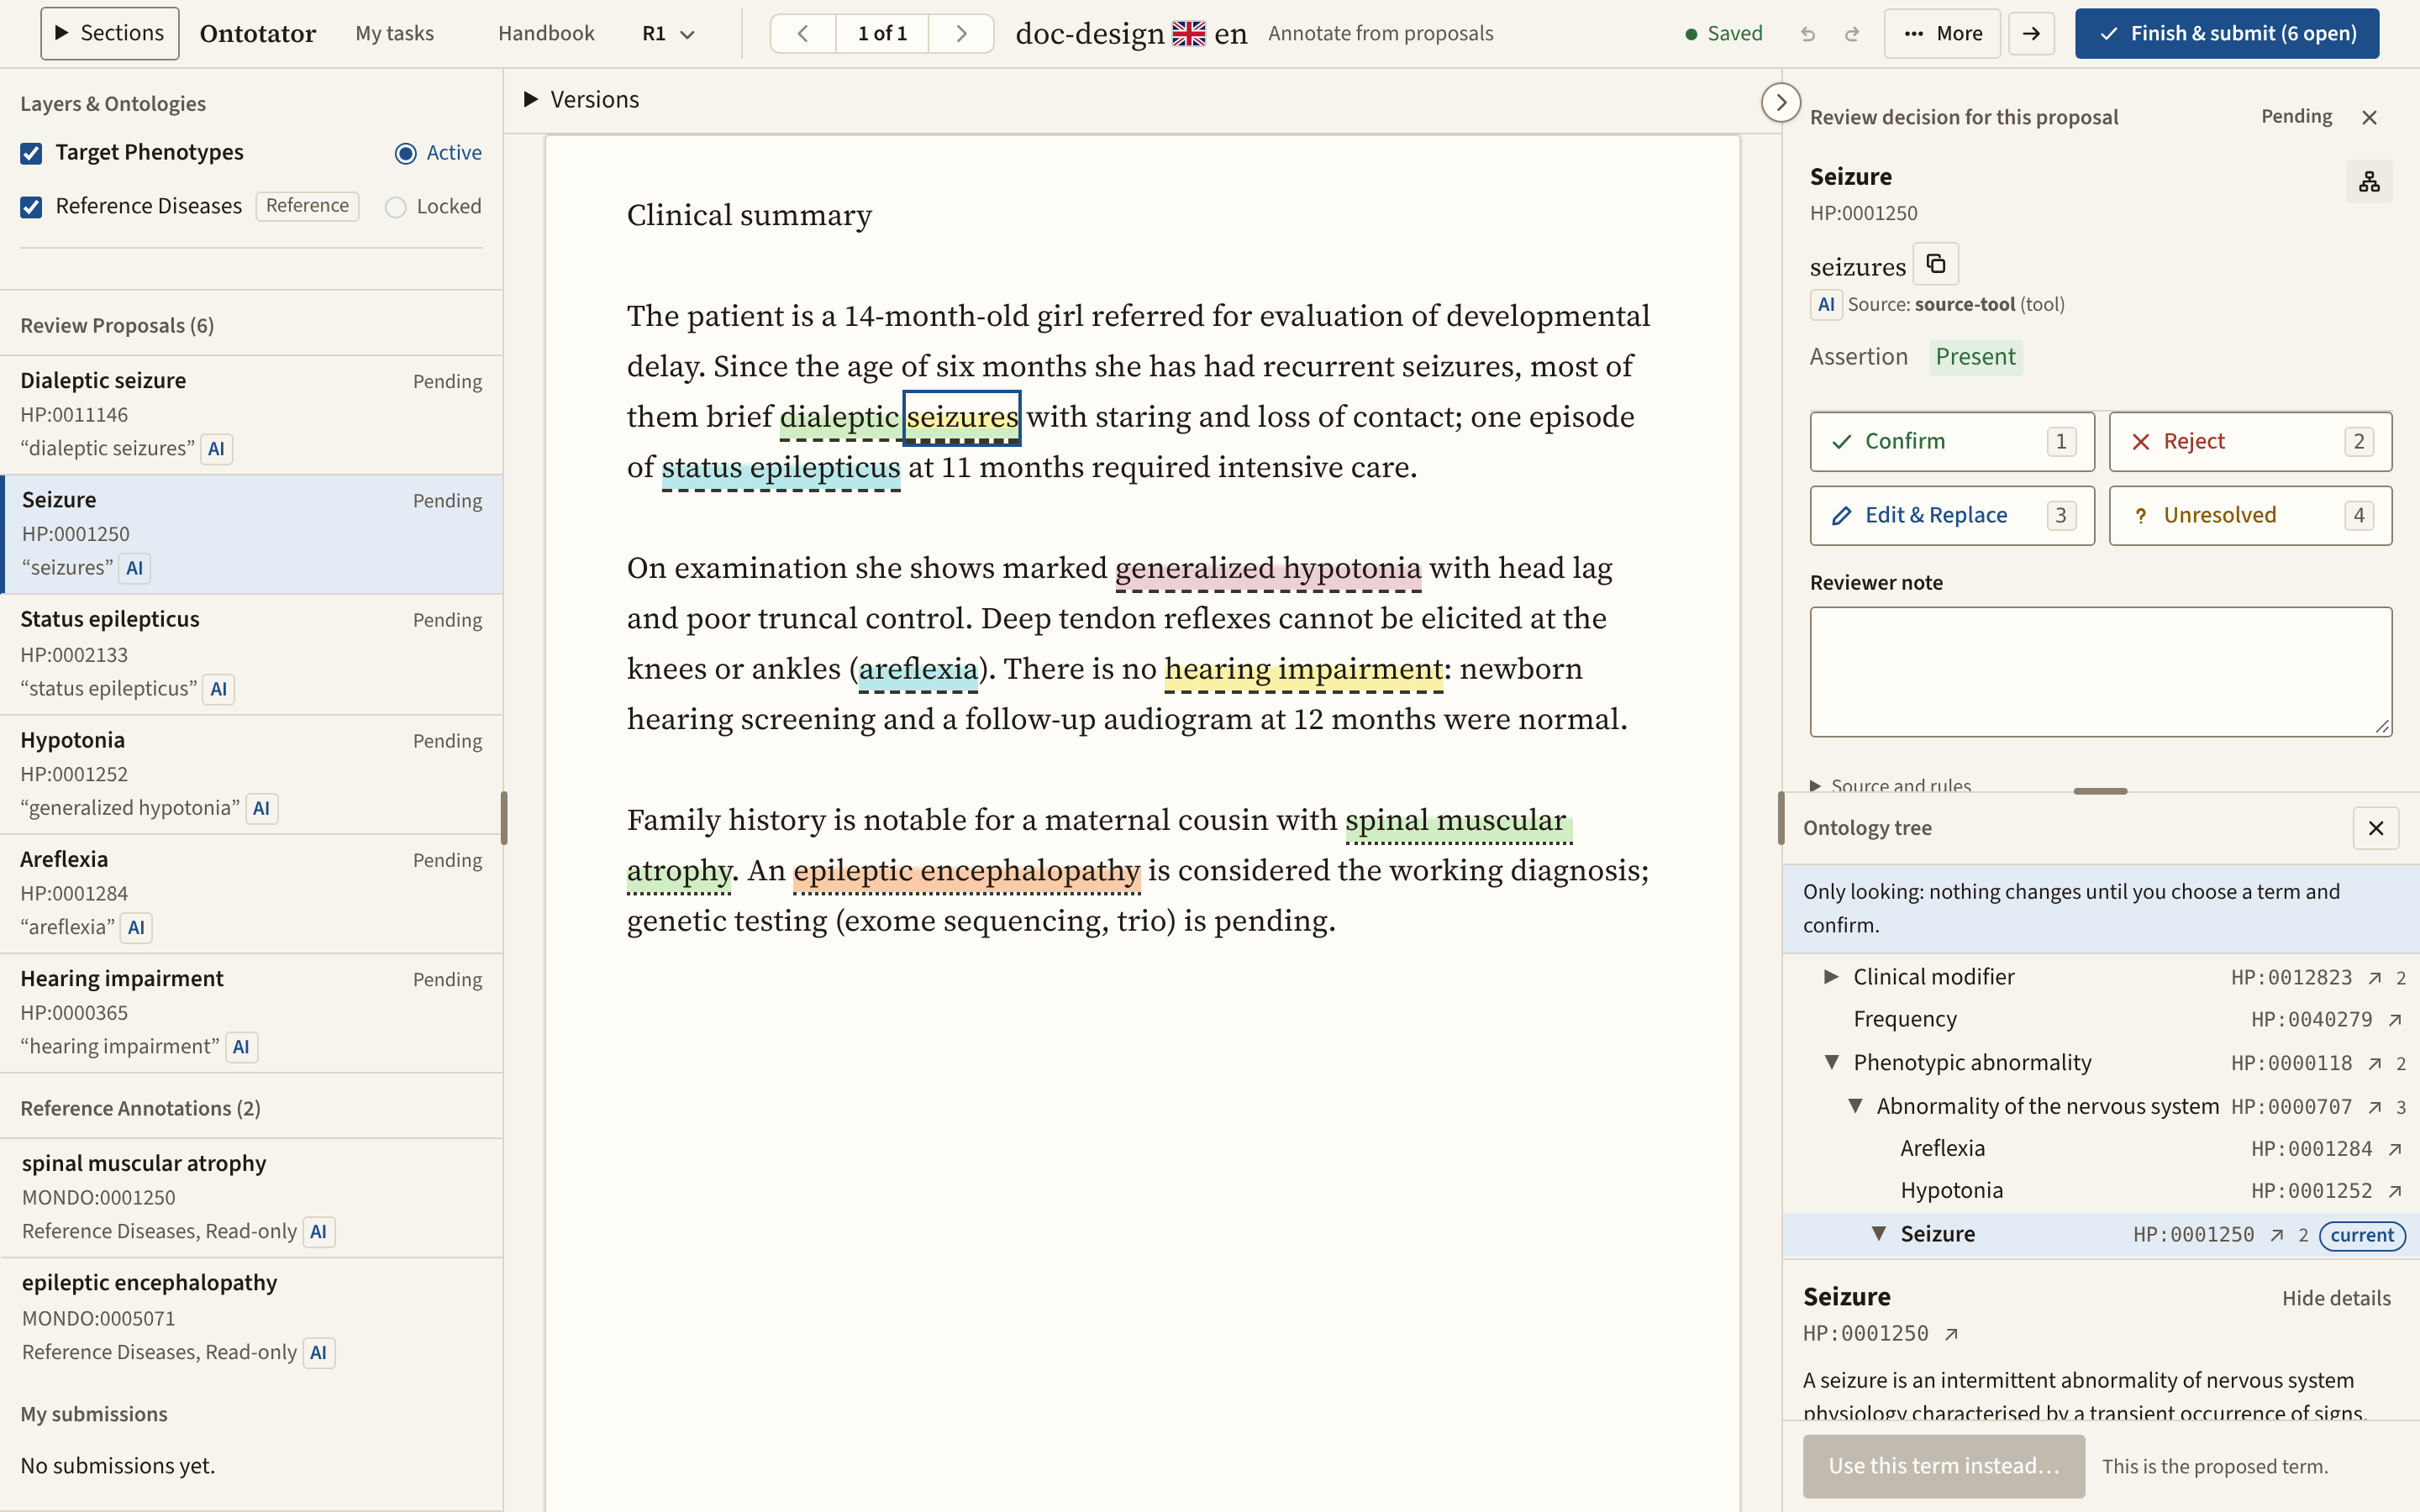 Sections Ontotator My tasks Handbook R1 1 of 1 doc-design en Annotate from proposals Saved More Finish & submit (6 open)
Layers & Ontologies
Target Phenotypes Active
Reference Diseases Reference Locked
Review Proposals (6)
Dialeptic seizure Pending
HP:0011146
“dialeptic seizures” AI
Seizure Pending
HP:0001250
“seizures” AI
Status epilepticus Pending
HP:0002133
“status epilepticus” AI
Hypotonia Pending
HP:0001252
“generalized hypotonia” AI
Areflexia Pending
HP:0001284
“areflexia” AI
Hearing impairment Pending
HP:0000365
“hearing impairment” AI
Reference Annotations (2)
spinal muscular atrophy
MONDO:0001250
Reference Diseases, Read-only AI
epileptic encephalopathy
MONDO:0005071
Reference Diseases, Read-only AI
My submissions
No submissions yet.
Versions
Clinical summary
The patient is a 14-month-old girl referred for evaluation of developmental
delay. Since the age of six months she has had recurrent seizures, most of
them brief dialeptic seizures with staring and loss of contact; one episode
of status epilepticus at 11 months required intensive care.
On examination she shows marked generalized hypotonia with head lag
and poor truncal control. Deep tendon reflexes cannot be elicited at the
knees or ankles (areflexia). There is no hearing impairment: newborn
hearing screening and a follow-up audiogram at 12 months were normal.
Family history is notable for a maternal cousin with spinal muscular
atrophy. An epileptic encephalopathy is considered the working diagnosis;
genetic testing (exome sequencing, trio) is pending.
Review decision for this proposal Pending
Seizure
HP:0001250
seizures
AI Source: source-tool (tool)
Assertion Present
Confirm 1 Reject 2
Edit & Replace 3 ? Unresolved 4
Reviewer note
Source and rules
Ontology tree
Only looking: nothing changes until you choose a term and
confirm.
Clinical modifier HP:0012823 2
Frequency HP:0040279
Phenotypic abnormality HP:0000118 2
Abnormality of the nervous system HP:0000707 3
Areflexia HP:0001284
Hypotonia HP:0001252
Seizure HP:0001250 2 current
Seizure Hide details
HP:0001250
A seizure is an intermittent abnormality of nervous system
physiology characterised by a transient occurrence of signs,
Use this term instead… This is the proposed term.